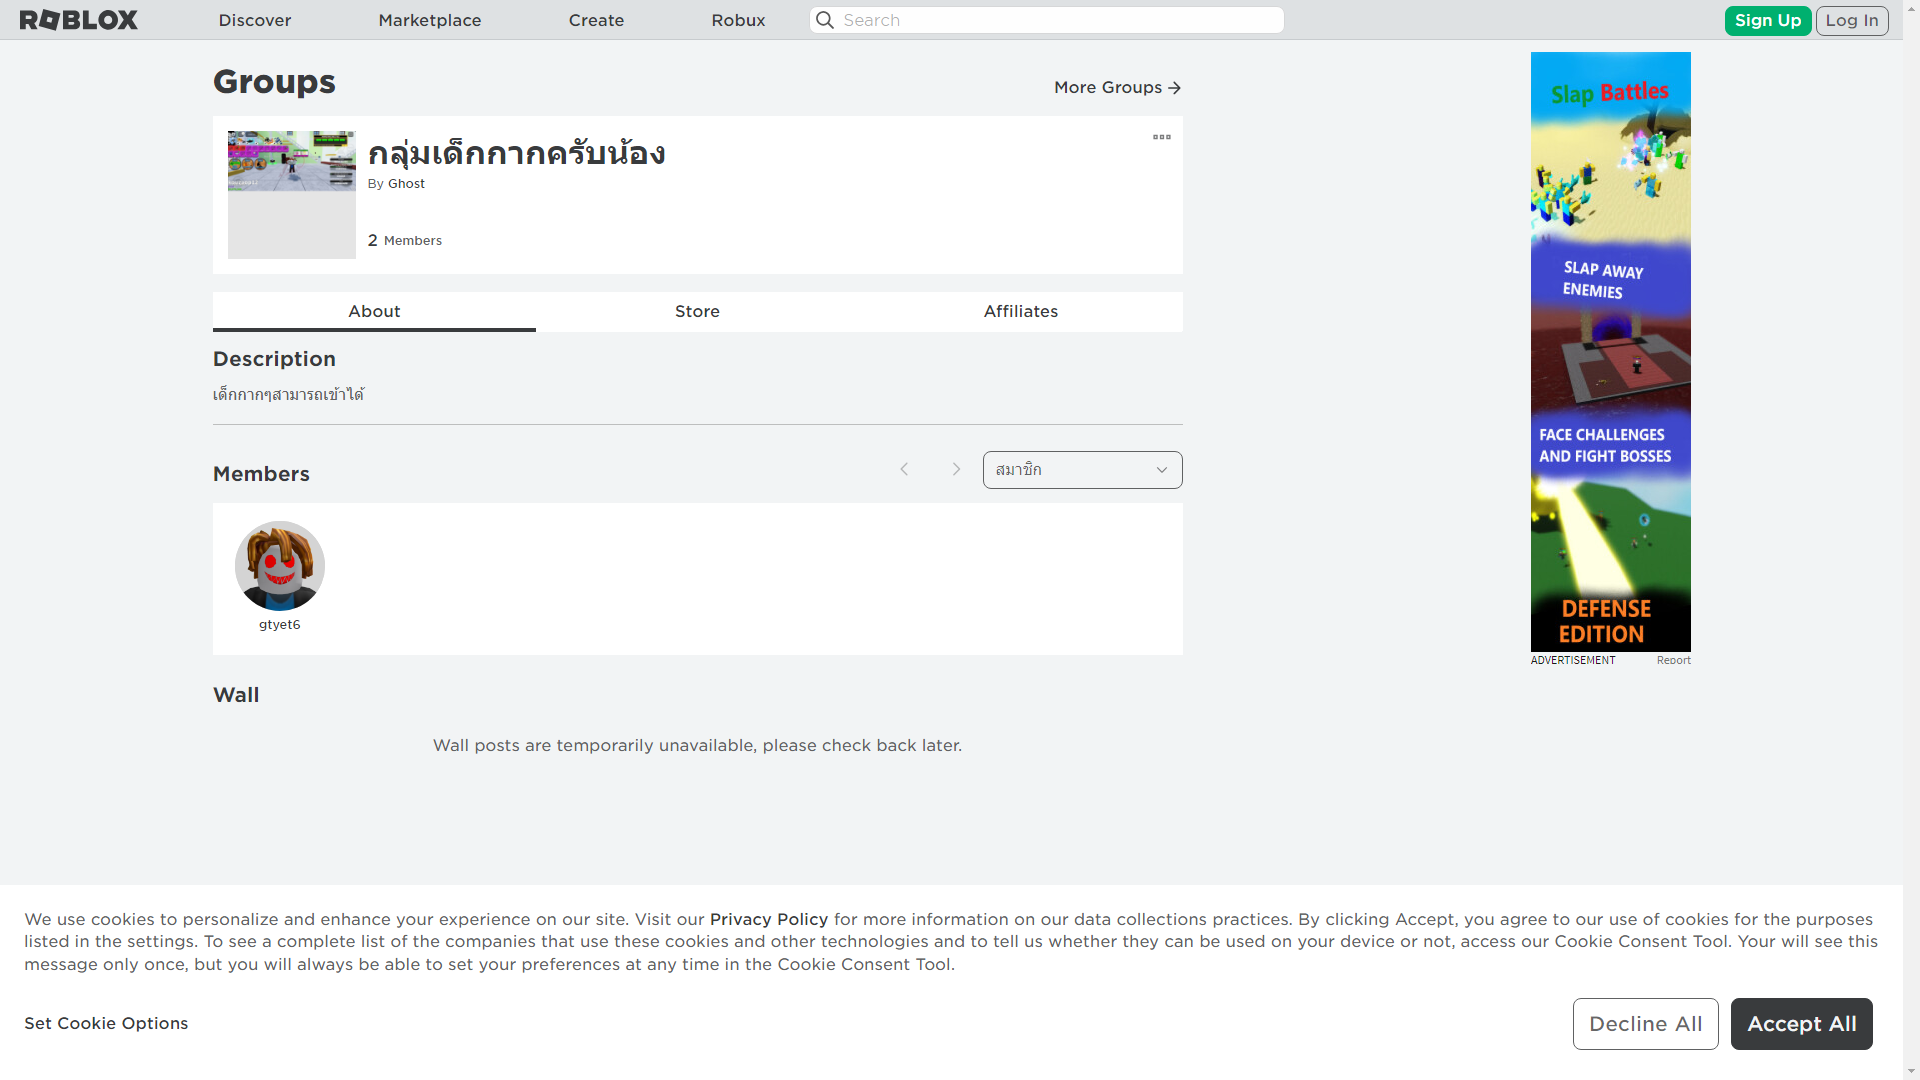 ROBLOX
Discover
Marketplace
Create
Robux
Search
Sign Up
Log In
Groups
More Groups
กลุ่มเด็กกากครับน้อง
By Ghost
2 Members
About
Store
Affiliates
Description
เด็กกากๆสามารถเข้าได้
Members
สมาชิก
gtyet6
Wall
Wall posts are temporarily unavailable, please check back later.
Slap Battles
SLAP AWAY
ENEMIES
FACE CHALLENGES
AND FIGHT BOSSES
DEFENSE
EDITION
ADVERTISEMENT
Report
We use cookies to personalize and enhance your experience on our site. Visit our Privacy Policy for more information on our data collections practices. By clicking Accept, you agree to our use of cookies for the purposes
listed in the settings. To see a complete list of the companies that use these cookies and other technologies and to tell us whether they can be used on your device or not, access our Cookie Consent Tool. Your will see this
message only once, but you will always be able to set your preferences at any time in the Cookie Consent Tool.
Set Cookie Options
Decline All
Accept All